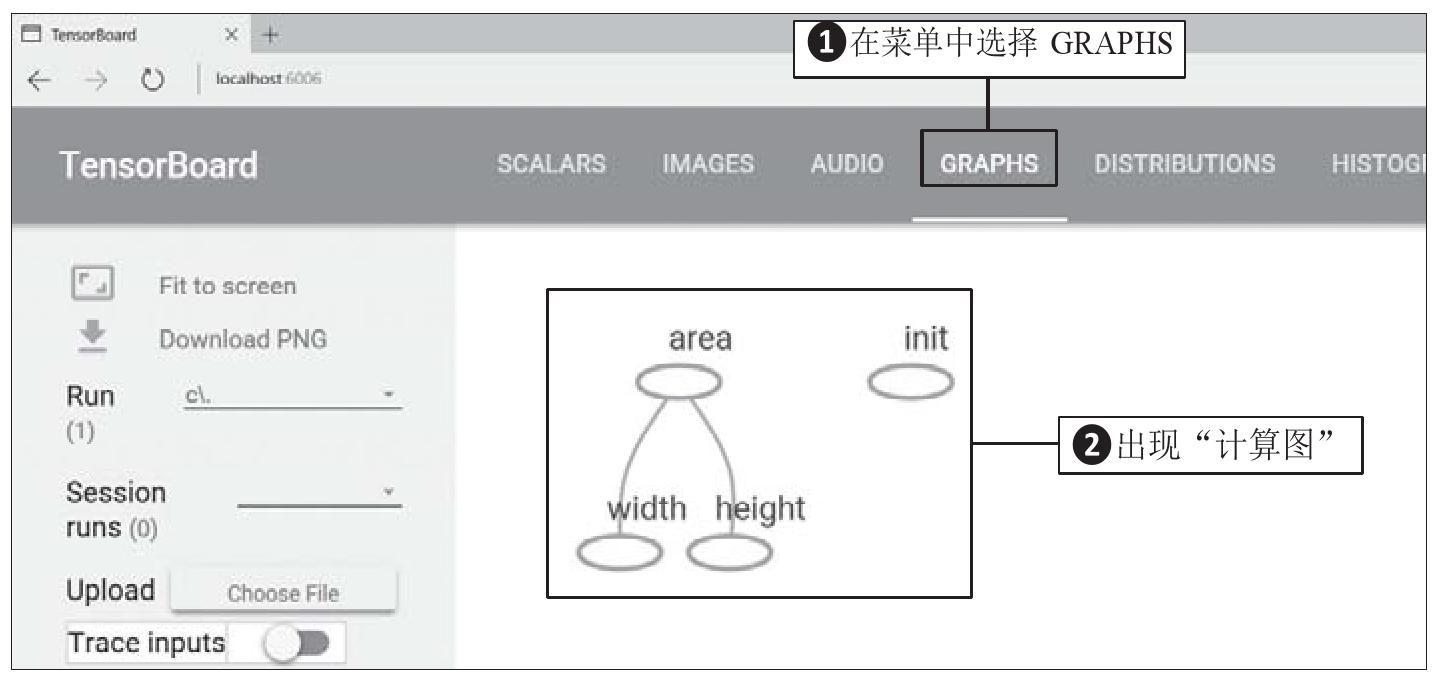 TensorBoard
❶在菜单中选择 GRAPHS
localhost:6006
TensorBoard SCALARS IMAGES AUDIO GRAPHS DISTRIBUTIONS HISTOG
Fit to screen
Download PNG
Run
(1)
c\.
Session
runs (0)
Upload Choose File
Trace inputs
area init
width height
❷出现“计算图”